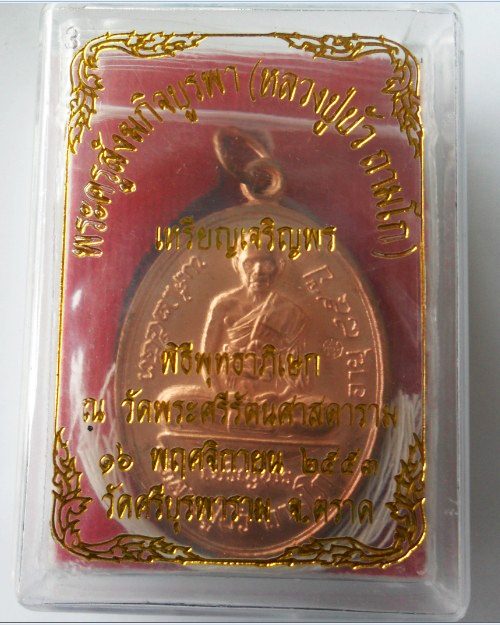 พระครูสังฆกิจบูรพา (หลวงปู่บัว ถามโก)
เหรียญเจริญพร
พิธีพุทธาภิเษก
ณ วัดพระศรีรัตนศาสดาราม
๑๖ พฤศจิกายน ๒๕๕๓
วัดศรีบูรพาราม จ.ตราด